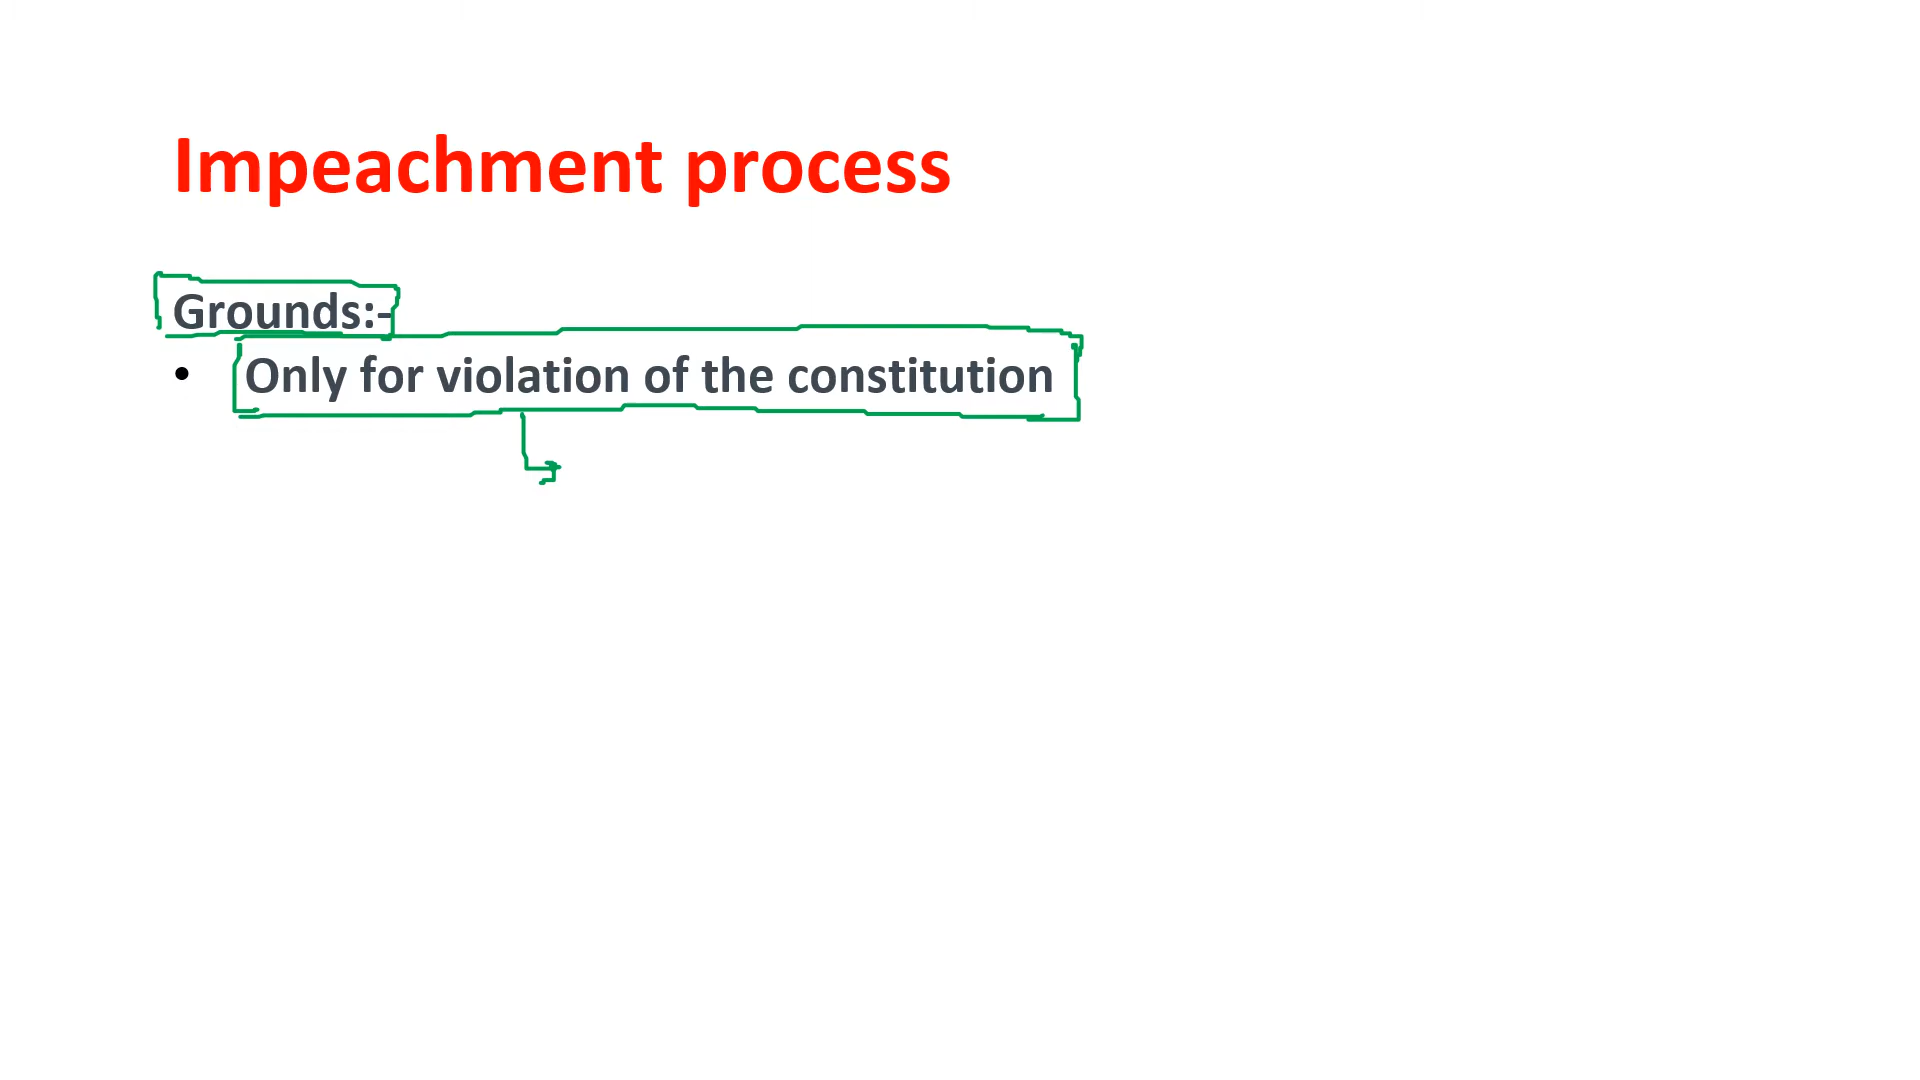 Impeachment process
Grounds:-
• Only for violation of the constitution